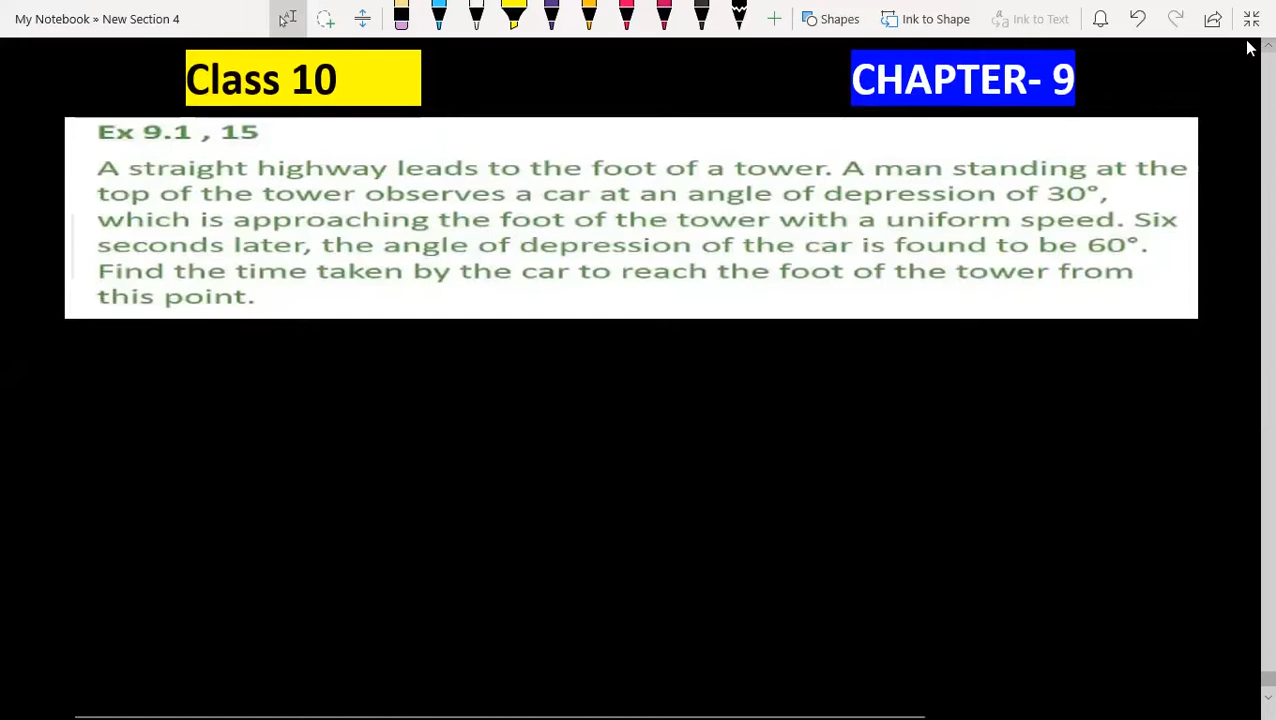 My Notebook » New Section 4
Shapes
Ink to Shape
Ink to Text
Class 10
CHAPTER- 9
Ex 9.1 , 15
A straight highway leads to the foot of a tower. A man standing at the
top of the tower observes a car at an angle of depression of 30°,
which is approaching the foot of the tower with a uniform speed. Six
seconds later, the angle of depression of the car is found to be 60°.
Find the time taken by the car to reach the foot of the tower from
this point.